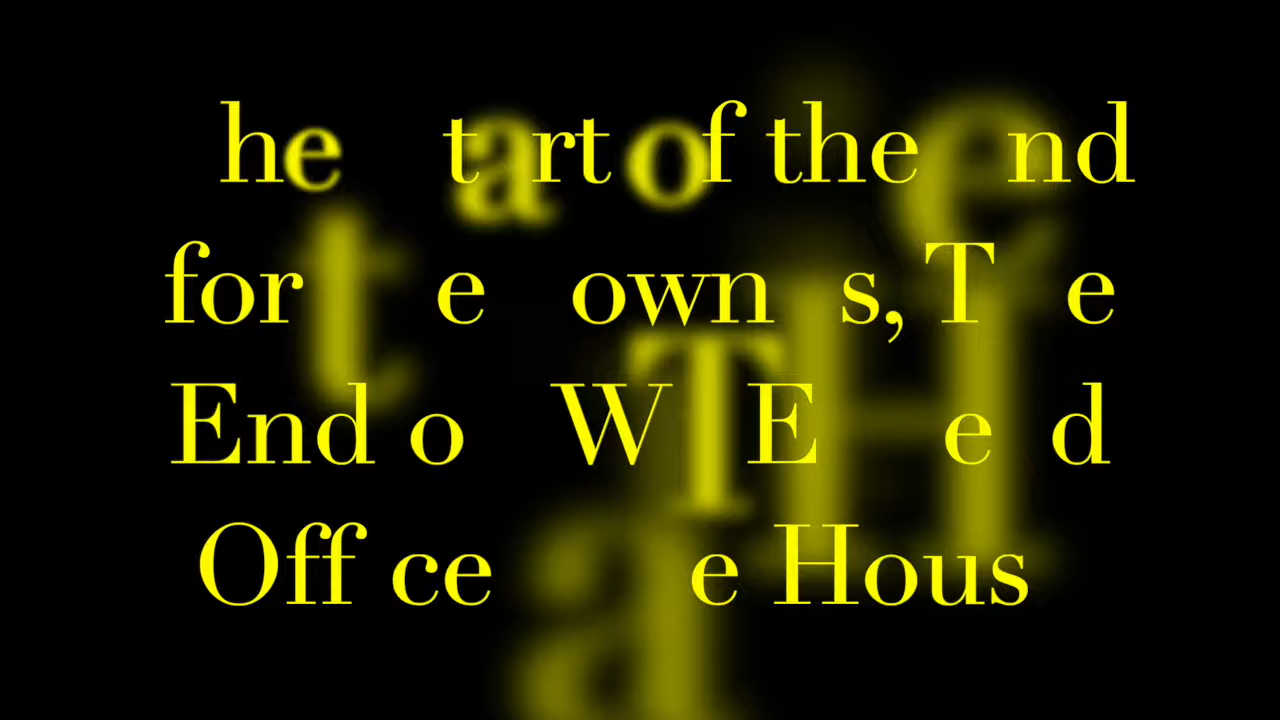 he tart of the nd
for e own s, T e
End o W E e d
Off ce e Hous